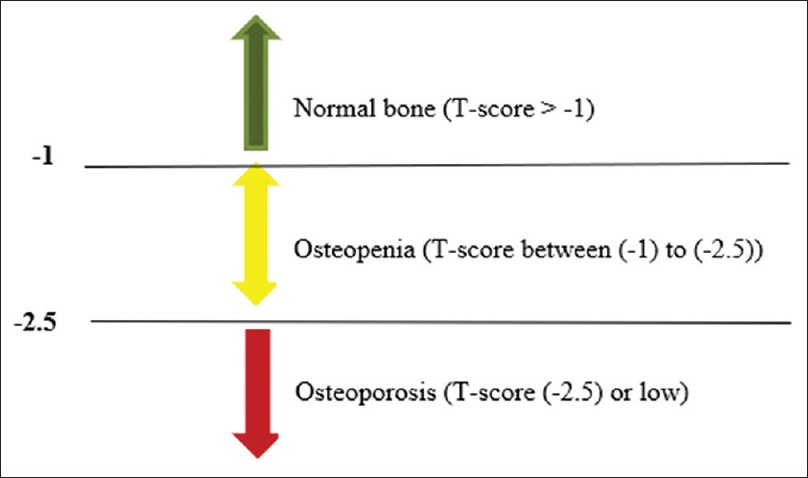 Normal bone (T-score > -1)
-1
Osteopenia (T-score between (-1) to (-2.5))
-2.5
Osteoporosis (T-score (-2.5) or low)